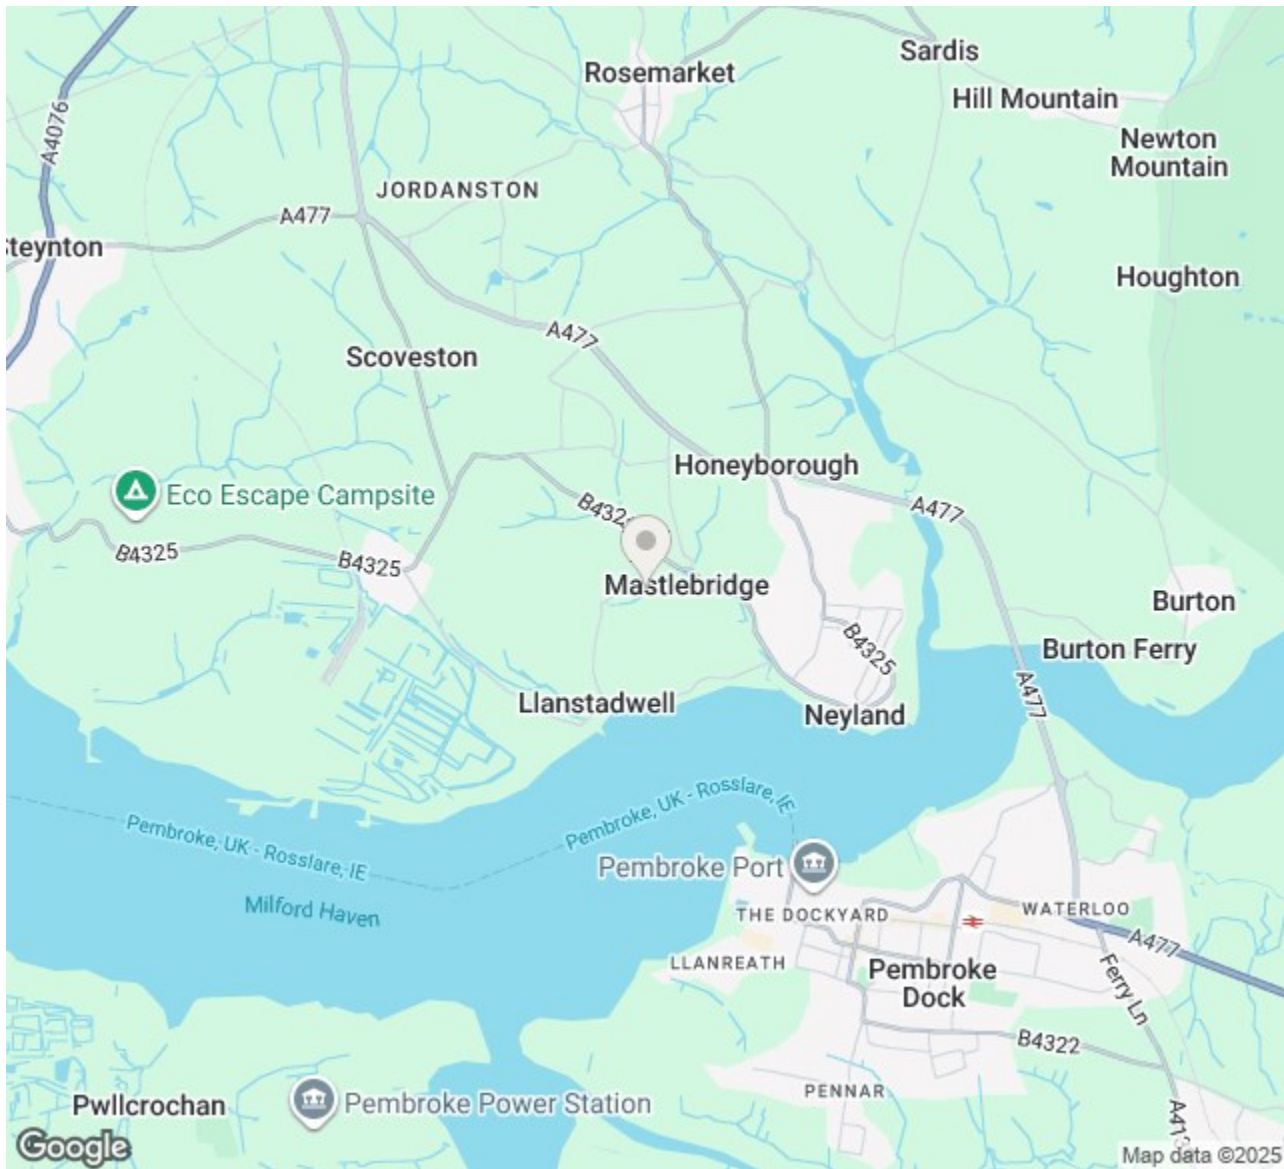 Sardis
Rosemarket
Hill Mountain
A4076
Newton
Mountain
JORDANSTON
A477
Steynton
Houghton
A477
Scoveston
Honeyborough
Eco Escape Campsite
A477
B4325
B4325
Mastlebridge
Burton
B4325
Burton Ferry
A477
Llanstadwell
Neyland
Pembroke, UK - Rosslare, IE
Pembroke, UK - Rosslare, IE
Pembroke Port
Milford Haven
THE DOCKYARD
WATERLOO
A477
LLANREATH
Pembroke
Dock
Ferry Ln
B4322
PENNAR
Pwllcrochan
Pembroke Power Station
Google
Map data ©2025